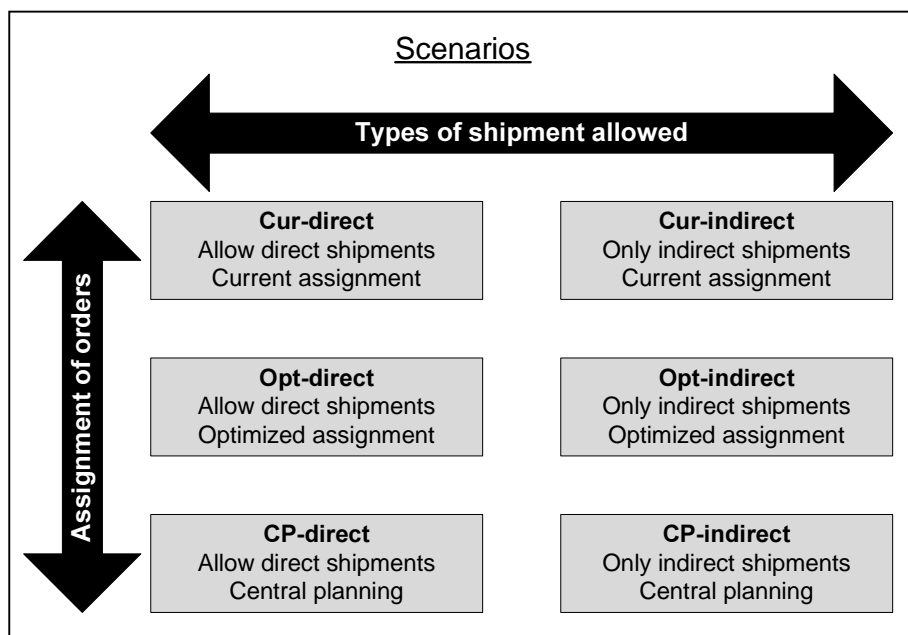 Scenarios
Types of shipment allowed
Assignment of orders
Cur-direct
Allow direct shipments
Current assignment
Cur-indirect
Only indirect shipments
Current assignment
Opt-direct
Allow direct shipments
Optimized assignment
Opt-indirect
Only indirect shipments
Optimized assignment
CP-direct
Allow direct shipments
Central planning
CP-indirect
Only indirect shipments
Central planning